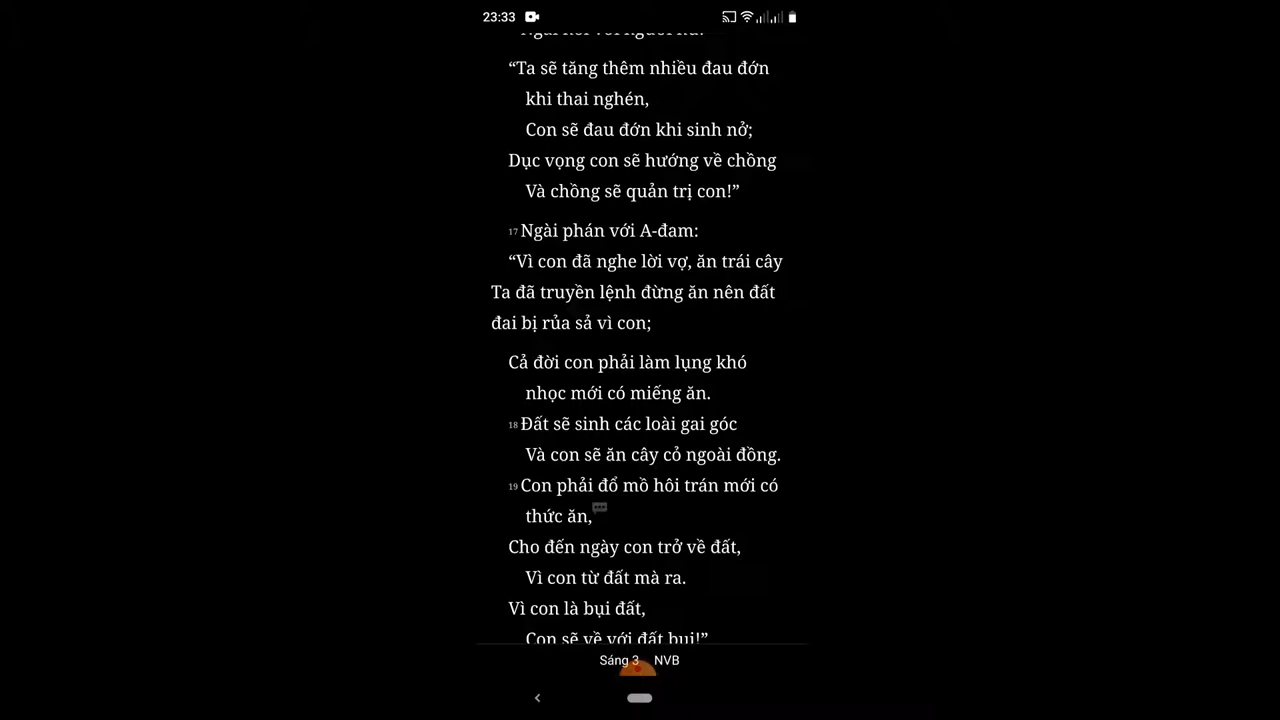 23:33
“Ta sẽ tăng thêm nhiều đau đớn
khi thai nghén,
Con sẽ đau đớn khi sinh nở;
Dục vọng con sẽ hướng về chồng
Và chồng sẽ quản trị con!”
17 Ngài phán với A-đam:
“Vì con đã nghe lời vợ, ăn trái cây
Ta đã truyền lệnh đừng ăn nên đất
đai bị rủa sả vì con;
Cả đời con phải làm lụng khó
nhọc mới có miếng ăn.
18 Đất sẽ sinh các loài gai góc
Và con sẽ ăn cây cỏ ngoài đồng.
19 Con phải đổ mồ hôi trán mới có
thức ăn,
Cho đến ngày con trở về đất,
Vì con từ đất mà ra.
Vì con là bụi đất,
Con sẽ về với đất bụi!”
Sáng 3 NVB